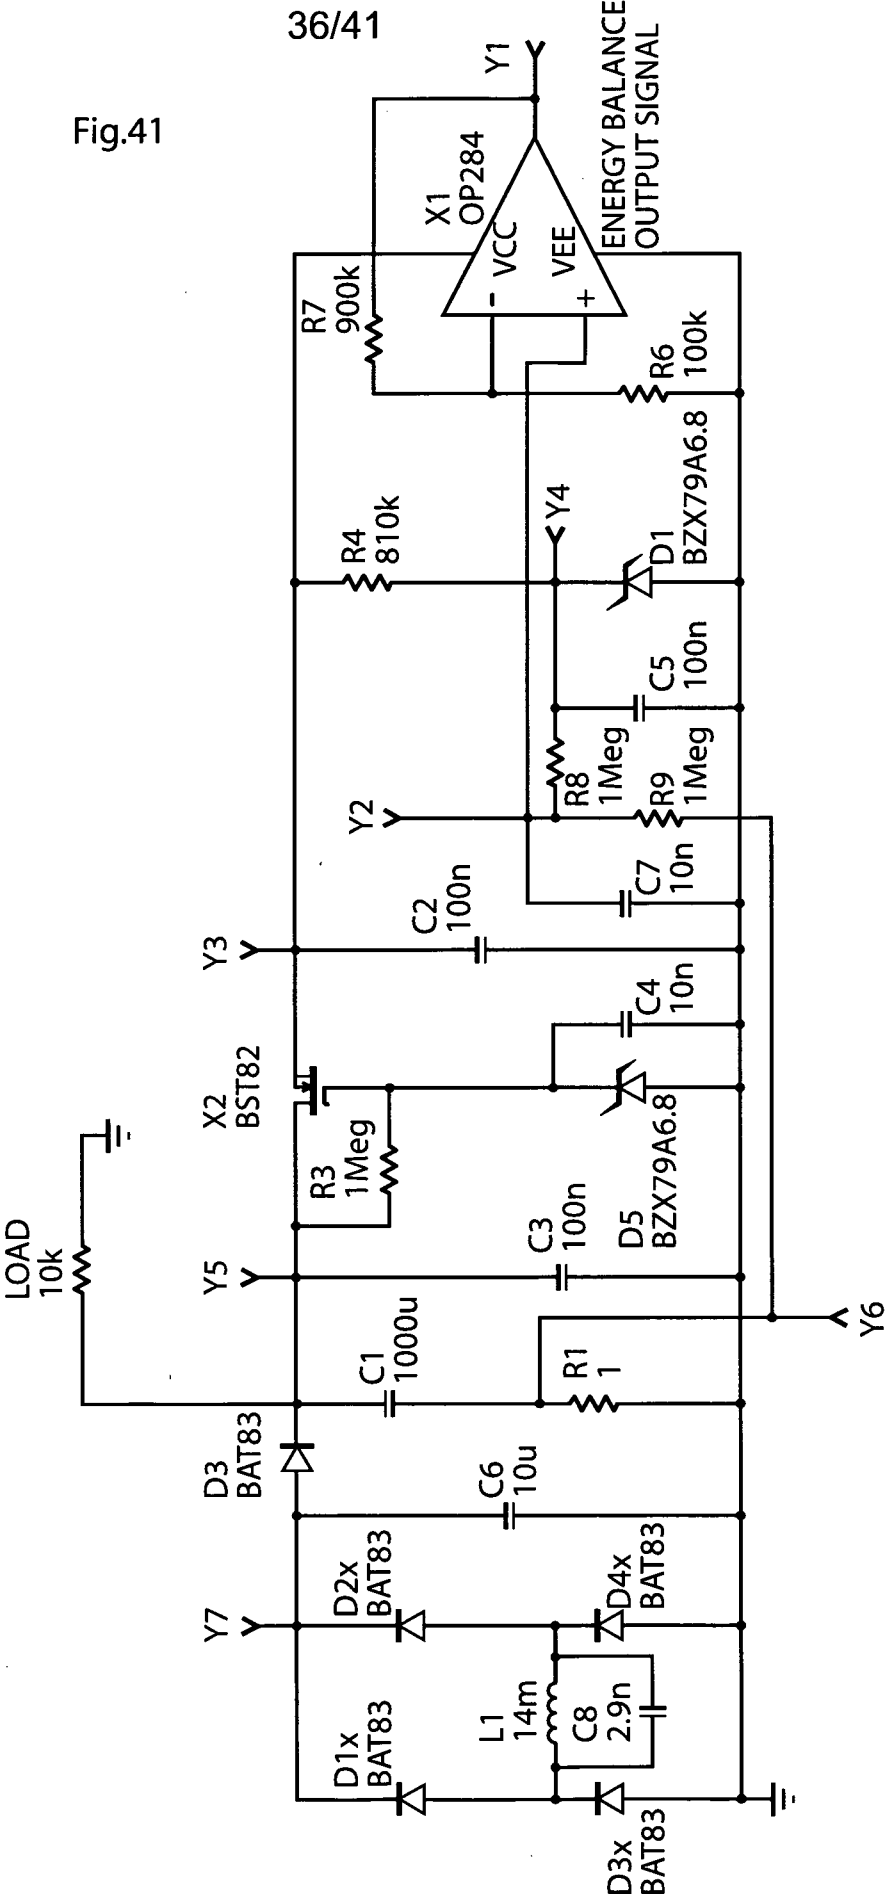 36/41
Fig.41
Y1
ENERGY BALANCE
OUTPUT SIGNAL
X1
OP284
VCC
VEE
-
+
R7
900k
R6
100k
R4
810k
Y4
D1
BZX79A6.8
C5
100n
R8
1Meg
R9
1Meg
Y2
C7
10n
C2
100n
Y3
C4
10n
X2
BST82
R3
1Meg
D5
BZX79A6.8
LOAD
10k
Y5
C3
100n
Y6
C1
1000u
R1
1
D3
BAT83
C6
10u
Y7
D2x
BAT83
D4x
BAT83
L1
14m
C8
2.9n
D1x
BAT83
D3x
BAT83